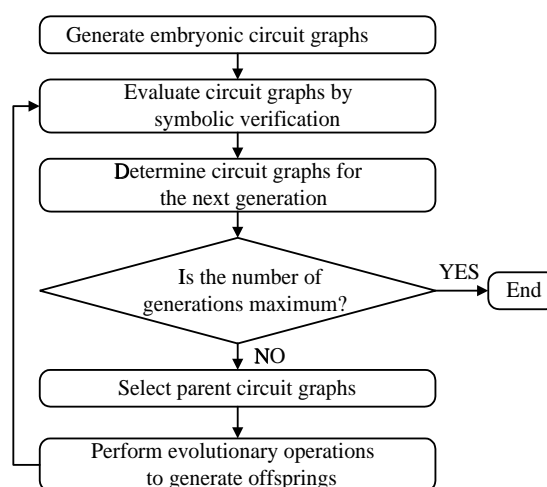 Generate embryonic circuit graphs
Evaluate circuit graphs by
symbolic verification
Determine circuit graphs for
the next generation
Is the number of
generations maximum?
YES
End
NO
Select parent circuit graphs
Perform evolutionary operations
to generate offsprings